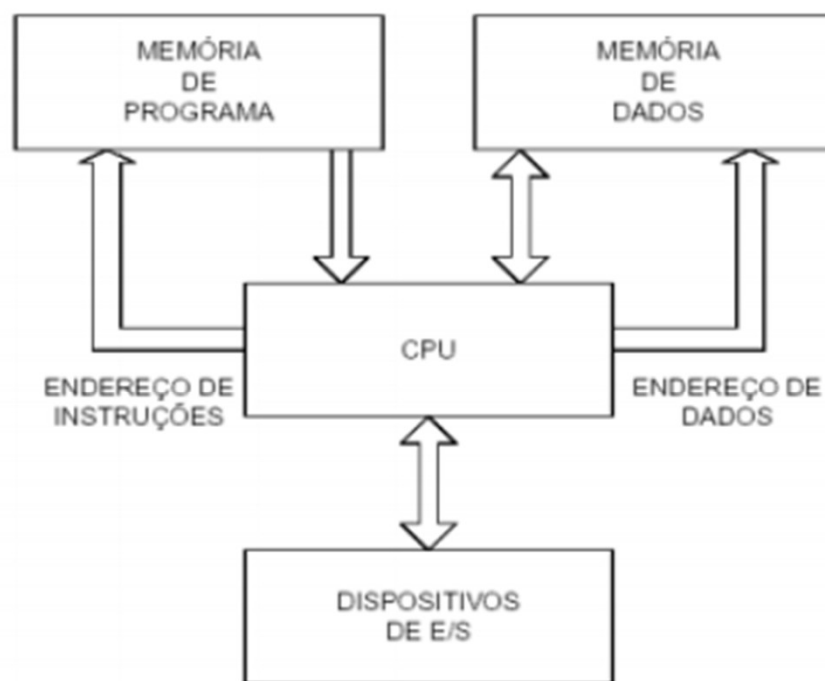 MEMÓRIA
DE
PROGRAMA
MEMÓRIA
DE
DADOS
CPU
ENDEREÇO DE
INSTRUÇÕES
ENDEREÇO DE
DADOS
DISPOSITIVOS
DE E/S